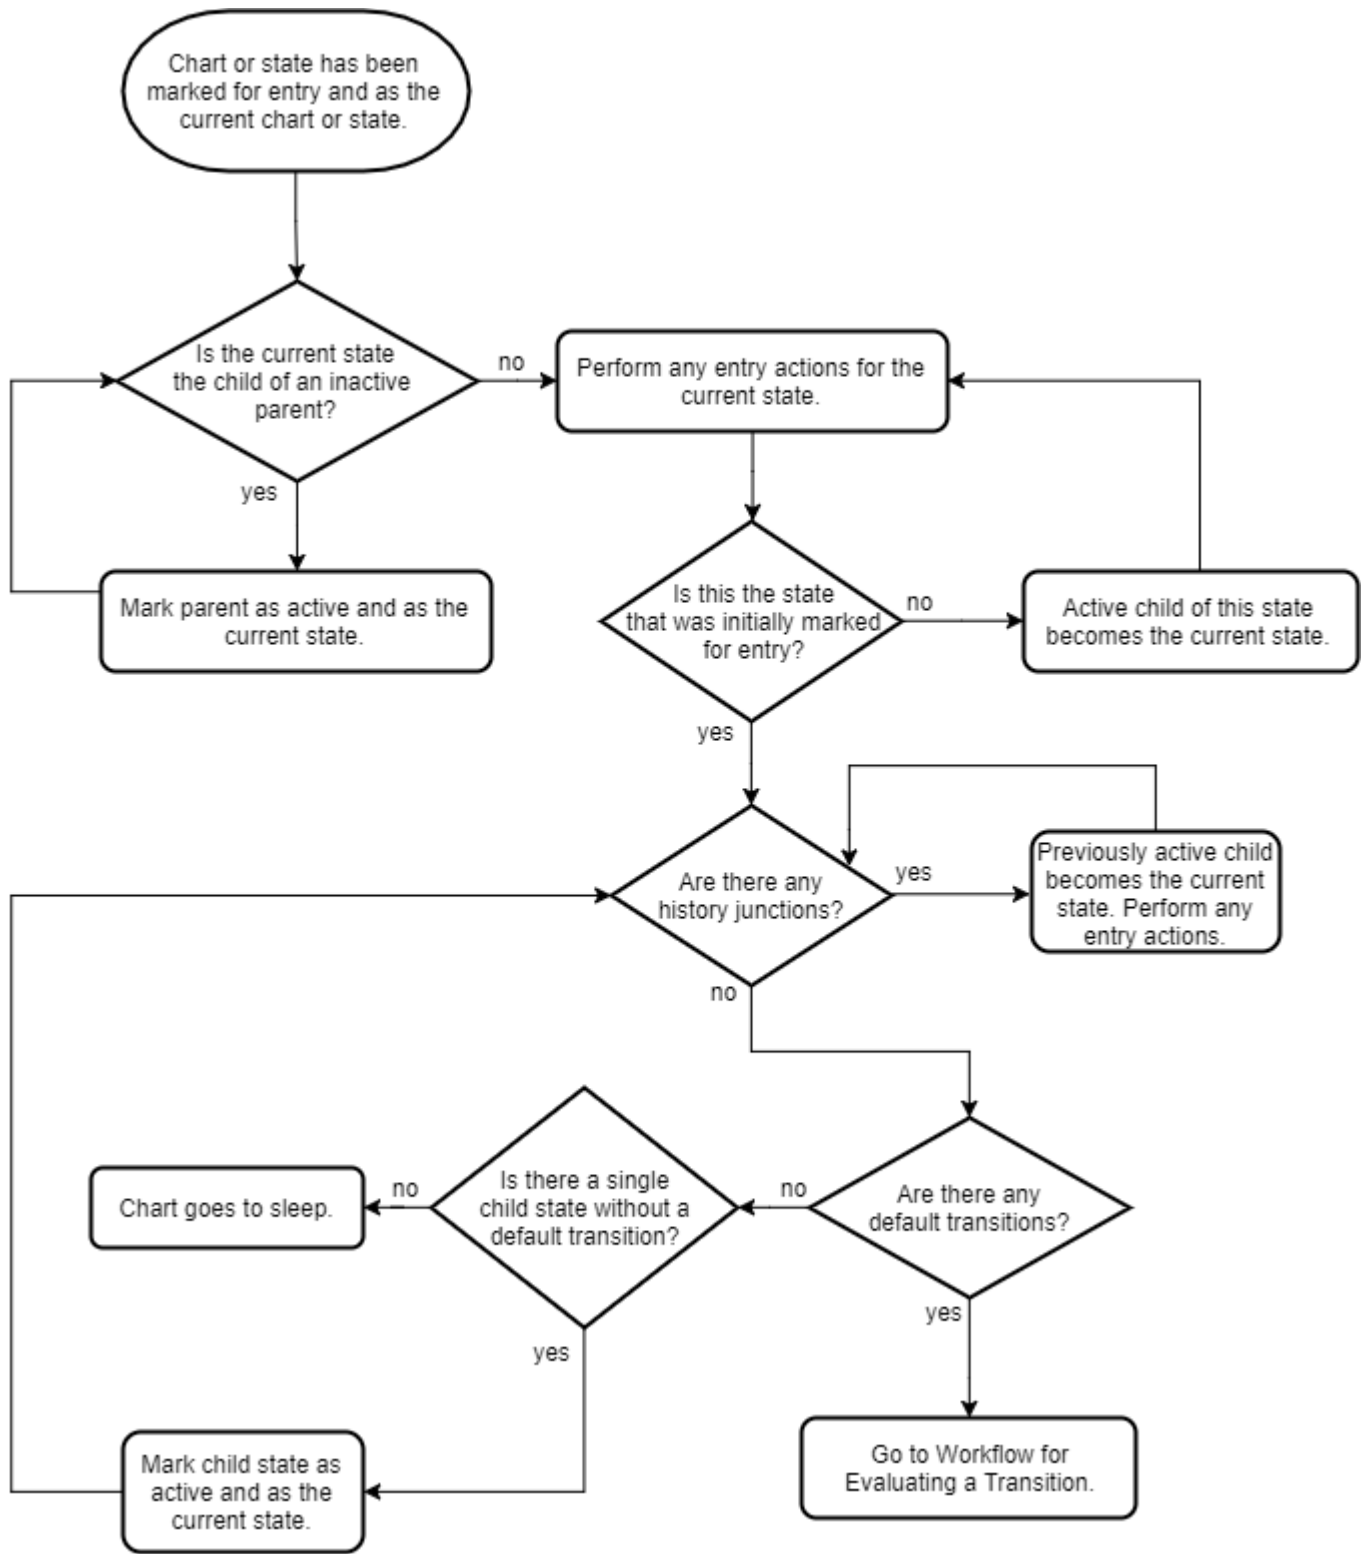 Chart or state has been
marked for entry and as the
current chart or state.
Is the current state
the child of an inactive
parent?
no
Perform any entry actions for the
current state.
yes
Mark parent as active and as the
current state.
Is this the state
that was initially marked
for entry?
no
Active child of this state
becomes the current state.
yes
Are there any
history junctions?
yes
Previously active child
becomes the current
state. Perform any
entry actions.
no
Are there any
default transitions?
no
Is there a single
child state without a
default transition?
no
Chart goes to sleep.
yes
yes
Mark child state as
active and as the
current state.
Go to Workflow for
Evaluating a Transition.